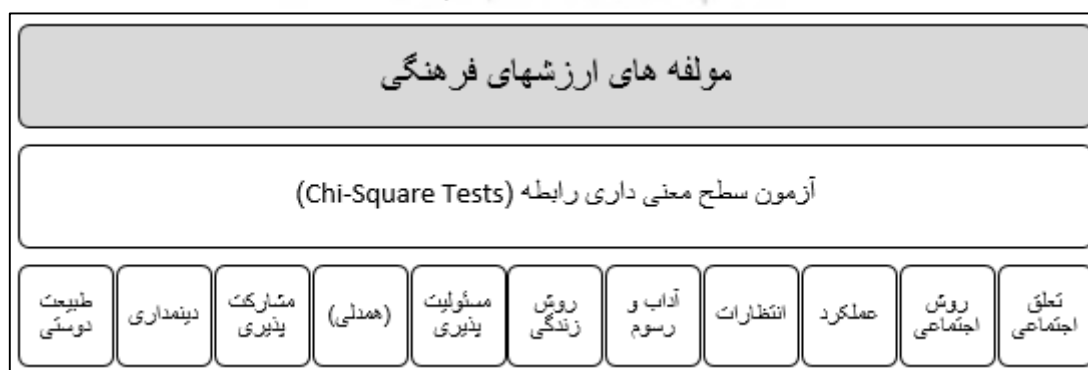 مولفه های ارزشهای فرهنگی
آزمون سطح معنی داری رابطه (Chi-Square Tests)
تعلق
اجتماعی
روش
اجتماعی
عملکرد
انتظارات
آداب و
رسوم
روش
زندگی
مسئولیت
پذیری
(همدلی)
مشارکت
پذیری
دینمداری
طبیعت
دوستی